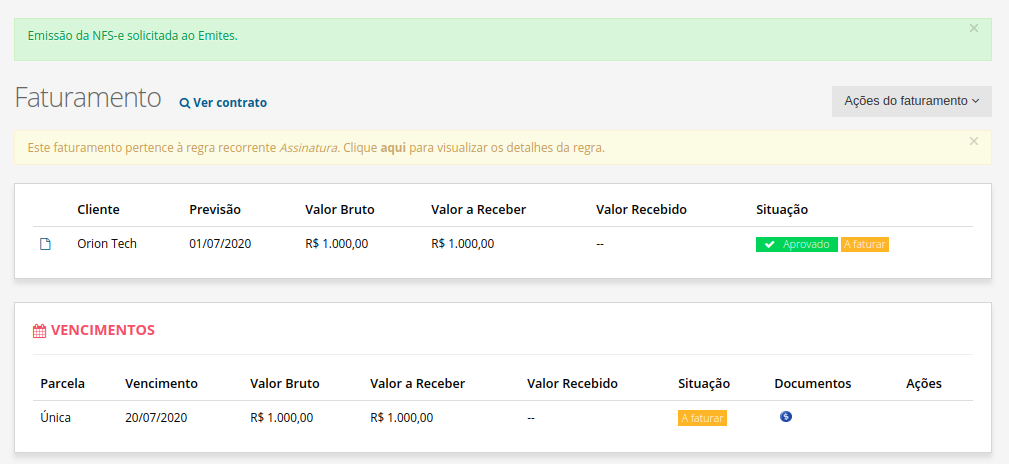 Emissão da NFS-e solicitada ao Emites.
Faturamento Ver contrato Ações do faturamento
Este faturamento pertence à regra recorrente Assinatura. Clique aqui para visualizar os detalhes da regra.
Cliente Previsão Valor Bruto Valor a Receber Valor Recebido Situação
Orion Tech 01/07/2020 R$ 1.000,00 R$ 1.000,00 -- Aprovado A faturar
VENCIMENTOS
Parcela Vencimento Valor Bruto Valor a Receber Valor Recebido Situação Documentos Ações
Única 20/07/2020 R$ 1.000,00 R$ 1.000,00 -- A faturar